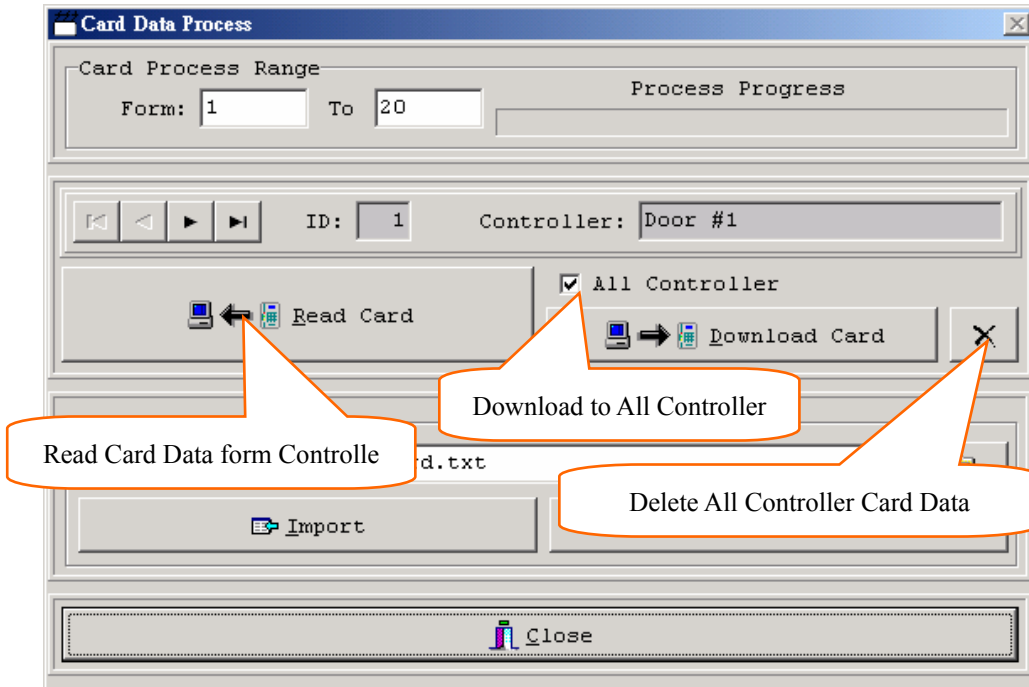 Card Data Process
Card Process Range
Process Progress
Form: 1 To 20
ID: 1 Controller: Door #1
All Controller
Read Card
Download Card
Download to All Controller
Read Card Data form Controlle
d.txt
Delete All Controller Card Data
Import
Close